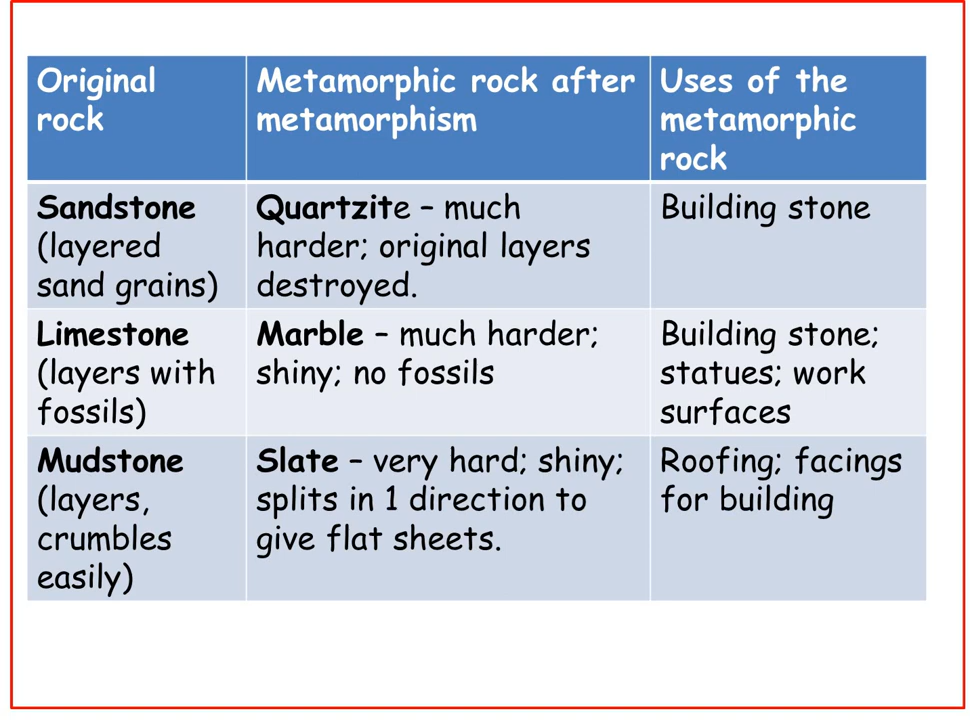 Original
rock
Metamorphic rock after
metamorphism
Uses of the
metamorphic
rock
Sandstone
(layered
sand grains)
Quartzite – much
harder; original layers
destroyed.
Building stone
Limestone
(layers with
fossils)
Marble – much harder;
shiny; no fossils
Building stone;
statues; work
surfaces
Mudstone
(layers,
crumbles
easily)
Slate – very hard; shiny;
splits in 1 direction to
give flat sheets.
Roofing; facings
for building